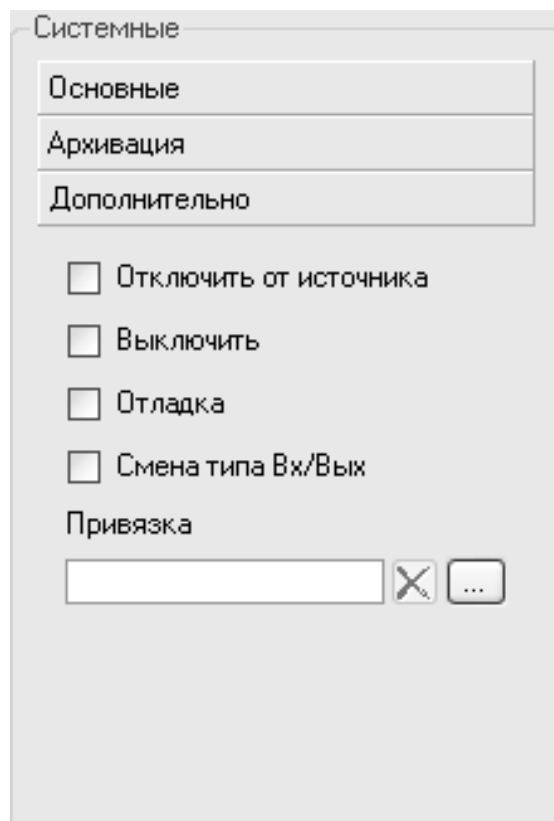 Системные
Основные
Архивация
Дополнительно
Отключить от источника
Выключить
Отладка
Смена типа Вх/Вых
Привязка
...